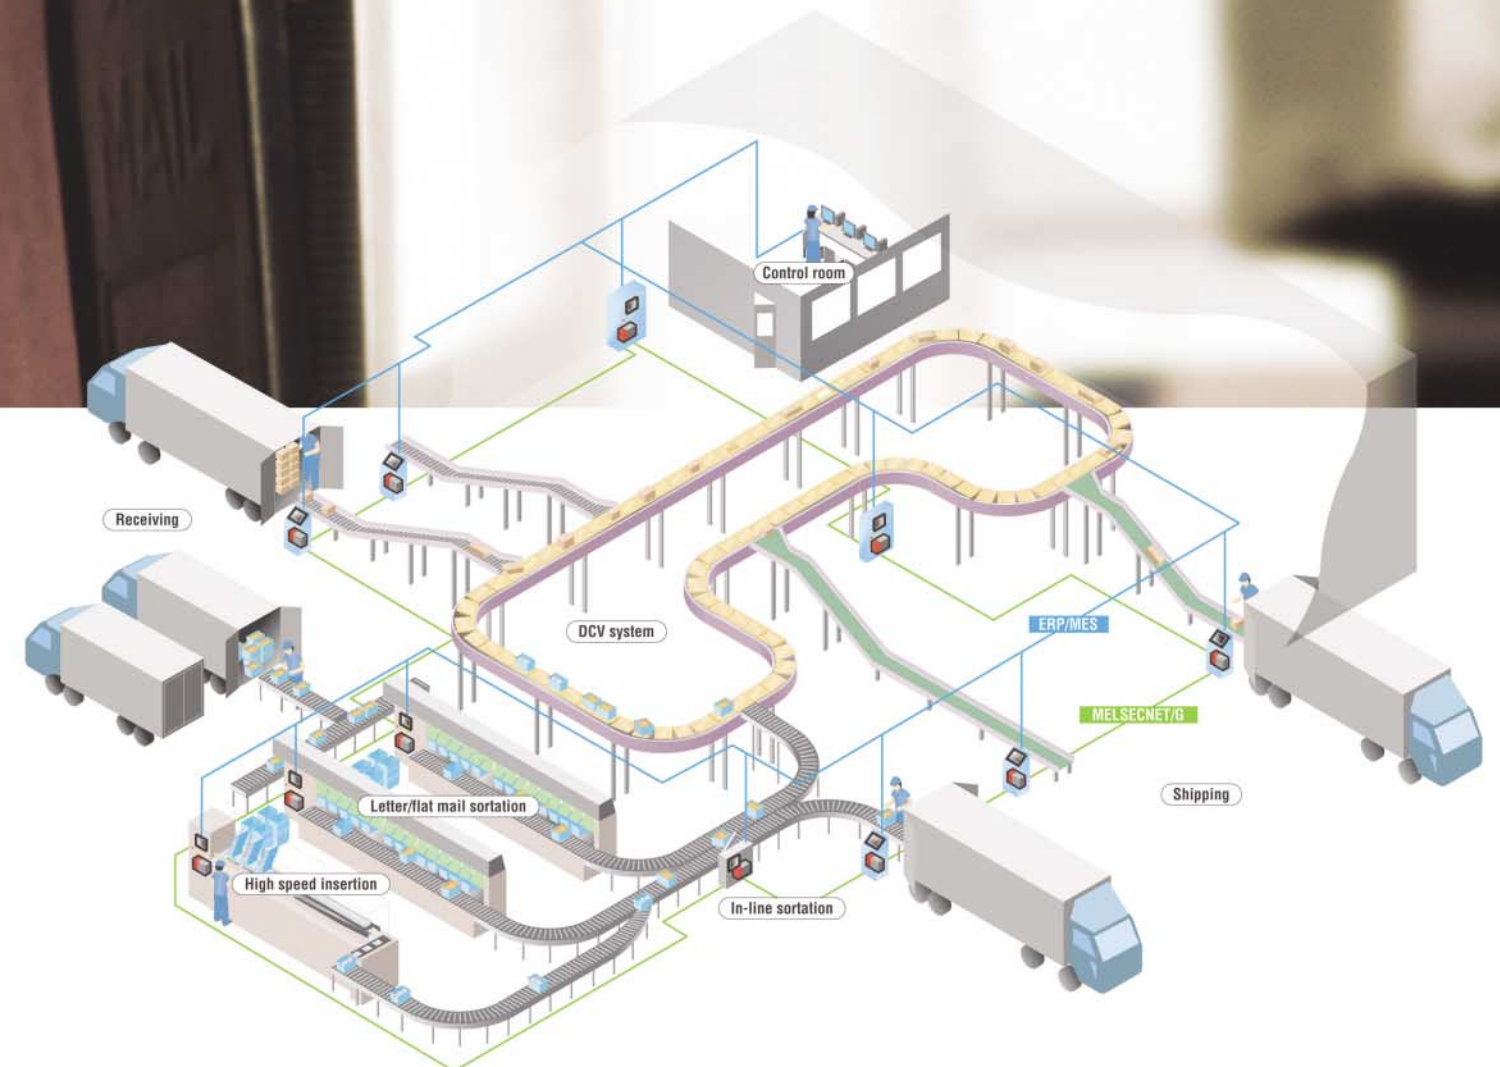 Control room
Receiving
DCV system
ERP/MES
MELSECNET/G
Shipping
Letter/flat mail sortation
High speed insertion
In-line sortation